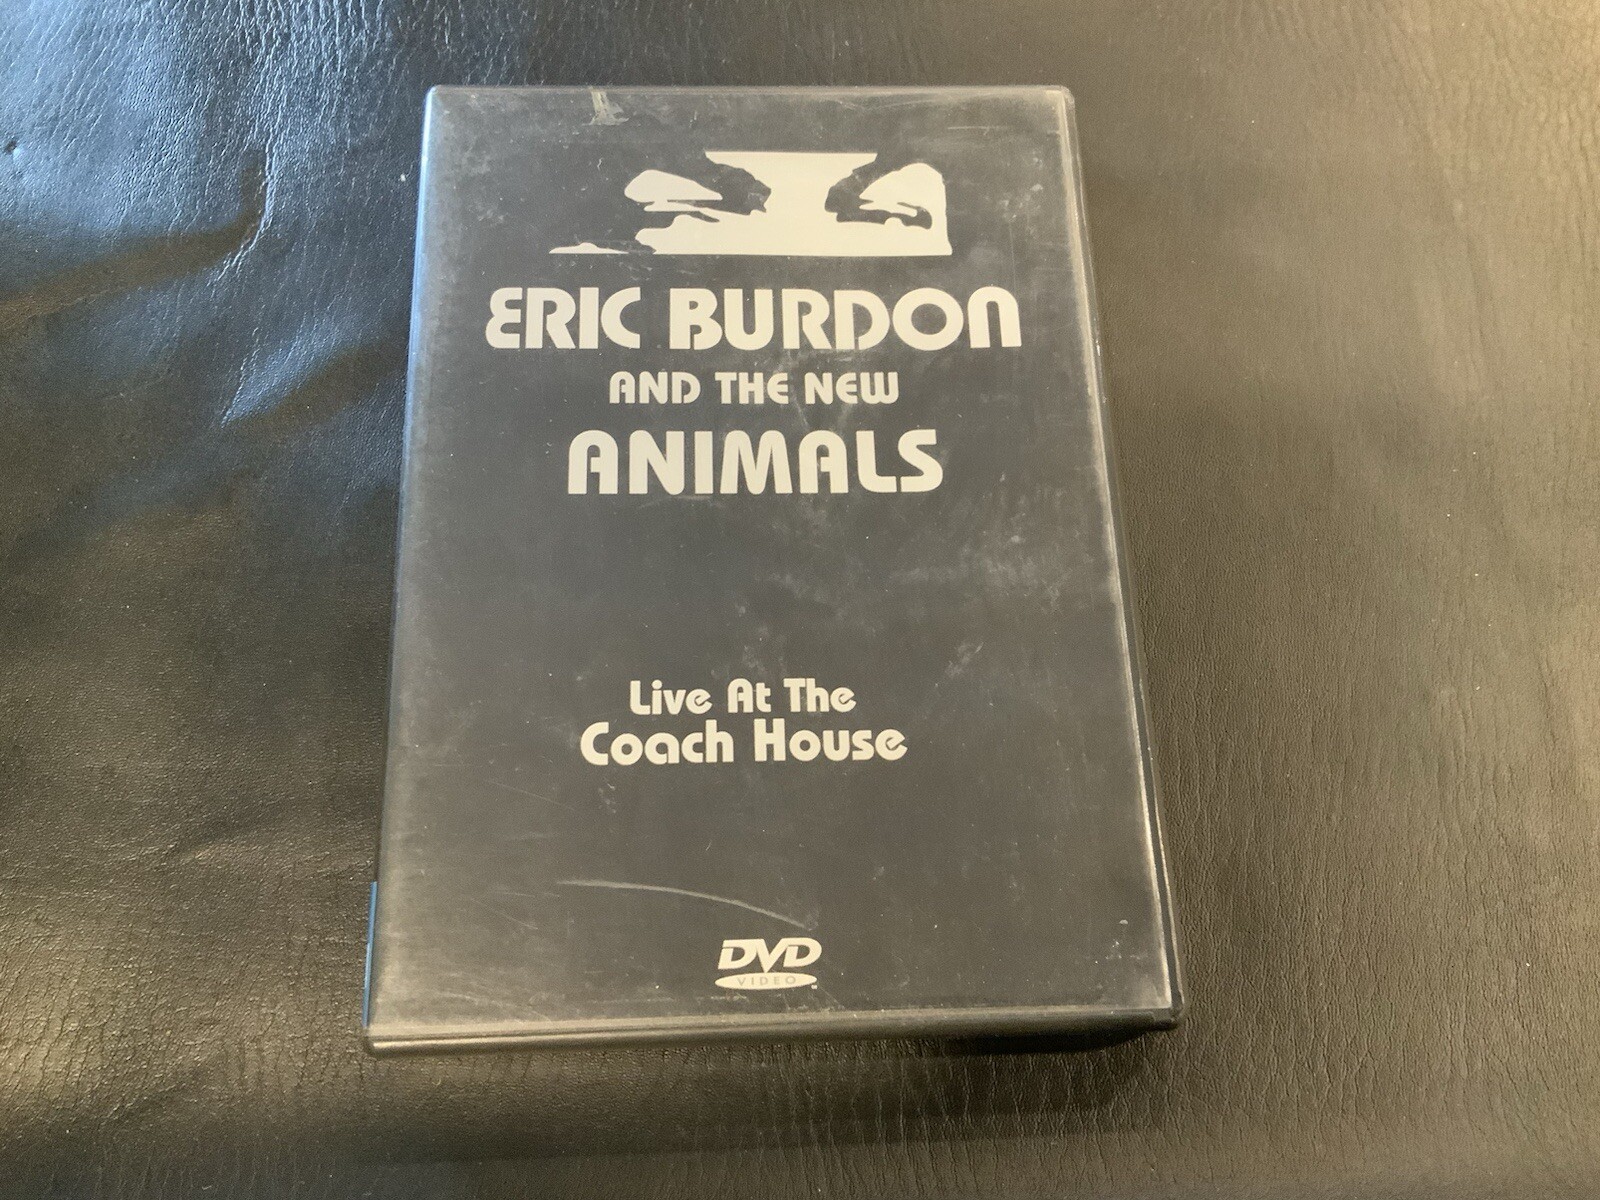 ERIC BURDON
AND THE NEW
ANIMALS
Live At The
Coach House
DVD
VIDEO